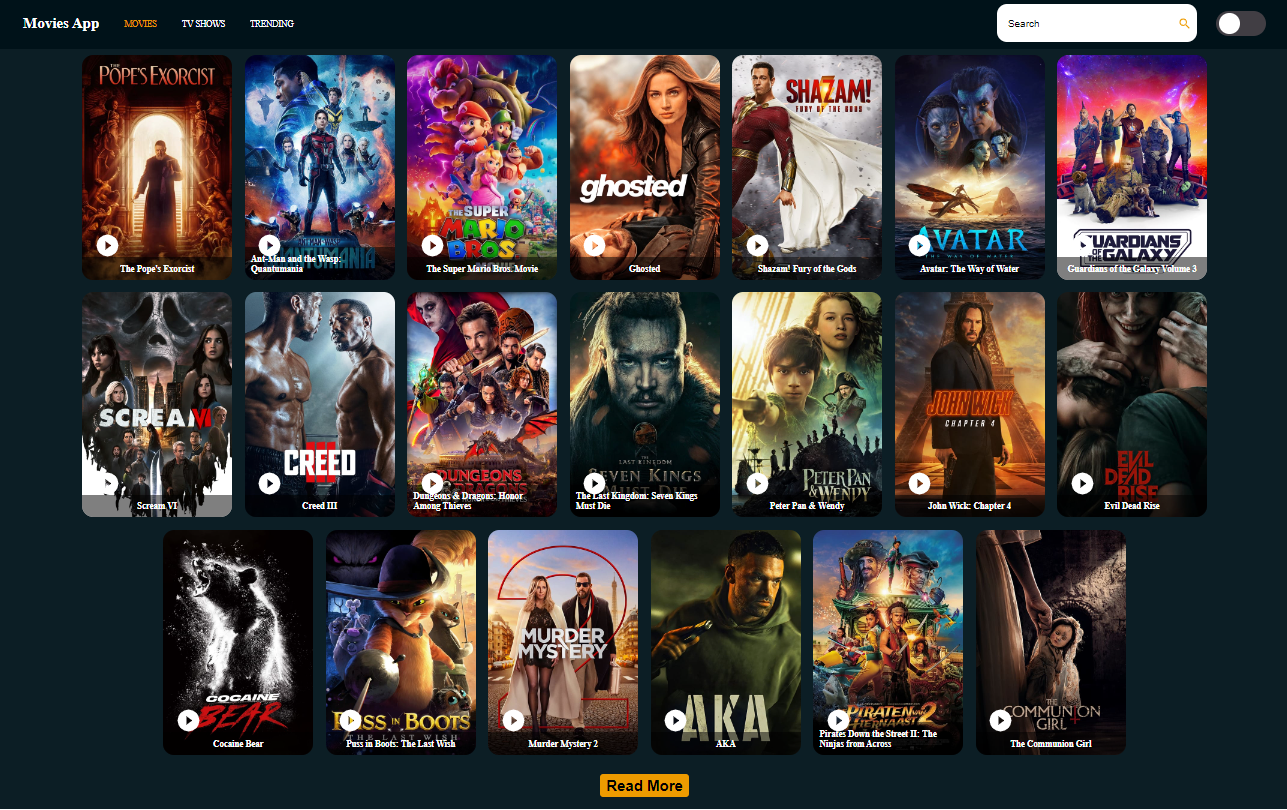 Movies App
MOVIES
TV SHOWS
TRENDING
Search
THE
POPE'S EXORCIST
The Pope's Exorcist
ANT-MAN AND THE WASP
QUANTUMANIA
Ant-Man and the Wasp:
Quantumania
THE SUPER
MARIO
BROS.
The Super Mario Bros. Movie
ghosted
Ghosted
SHAZAM!
FURY OF THE GODS
Shazam! Fury of the Gods
AVATAR
THE WAY OF WATER
Avatar: The Way of Water
GUARDIANS
OF THE
GALAXY
Guardians of the Galaxy Volume 3
SCREAM VI
Scream VI
CREED
III
Creed III
DUNGEONS
& DRAGONS
Dungeons & Dragons: Honor
Among Thieves
THE
LAST KINGDOM
SEVEN KINGS
MUST DIE
The Last Kingdom: Seven Kings
Must Die
PETER PAN
& WENDY
Peter Pan & Wendy
JOHN WICK
CHAPTER 4
John Wick: Chapter 4
EVIL
DEAD
RISE
Evil Dead Rise
COCAINE
BEAR
Cocaine Bear
PUSS IN BOOTS
THE LAST WISH
Puss in Boots: The Last Wish
MURDER
MYSTERY
2
Murder Mystery 2
AKA
AKA
PIRATEN VAN
HIERNAAST 2
Pirates Down the Street II: The
Ninjas from Across
THE
COMMUNION
GIRL
The Communion Girl
Read More